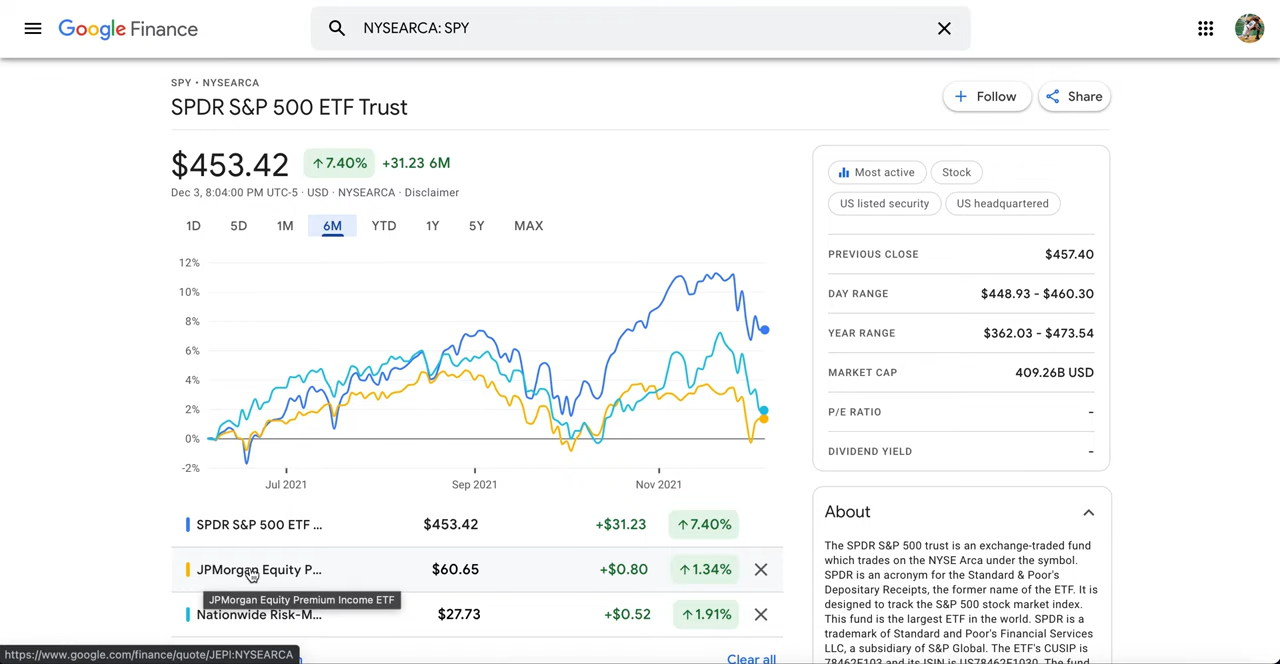 Google Finance
NYSEARCA: SPY
SPY • NYSEARCA
SPDR S&P 500 ETF Trust
+ Follow
Share
$453.42
↑7.40%
+31.23 6M
Dec 3, 8:04:00 PM UTC-5 · USD · NYSEARCA · Disclaimer
1D 5D 1M 6M YTD 1Y 5Y MAX
12%
10%
8%
6%
4%
2%
0%
-2%
Jul 2021 Sep 2021 Nov 2021
SPDR S&P 500 ETF ... $453.42 +$31.23 ↑7.40%
JPMorgan Equity P... $60.65 +$0.80 ↑1.34%
JPMorgan Equity Premium Income ETF
Nationwide Risk-M... $27.73 +$0.52 ↑1.91%
https://www.google.com/finance/quote/JEPI:NYSEARCA
Clear all
Most active
Stock
US listed security
US headquartered
PREVIOUS CLOSE $457.40
DAY RANGE $448.93 - $460.30
YEAR RANGE $362.03 - $473.54
MARKET CAP 409.26B USD
P/E RATIO -
DIVIDEND YIELD -
About
The SPDR S&P 500 trust is an exchange-traded fund
which trades on the NYSE Arca under the symbol.
SPDR is an acronym for the Standard & Poor's
Depositary Receipts, the former name of the ETF. It is
designed to track the S&P 500 stock market index.
This fund is the largest ETF in the world. SPDR is a
trademark of Standard and Poor's Financial Services
LLC, a subsidiary of S&P Global. The ETF's CUSIP is
78462F103 and its ISIN is US78462F1030. The fund